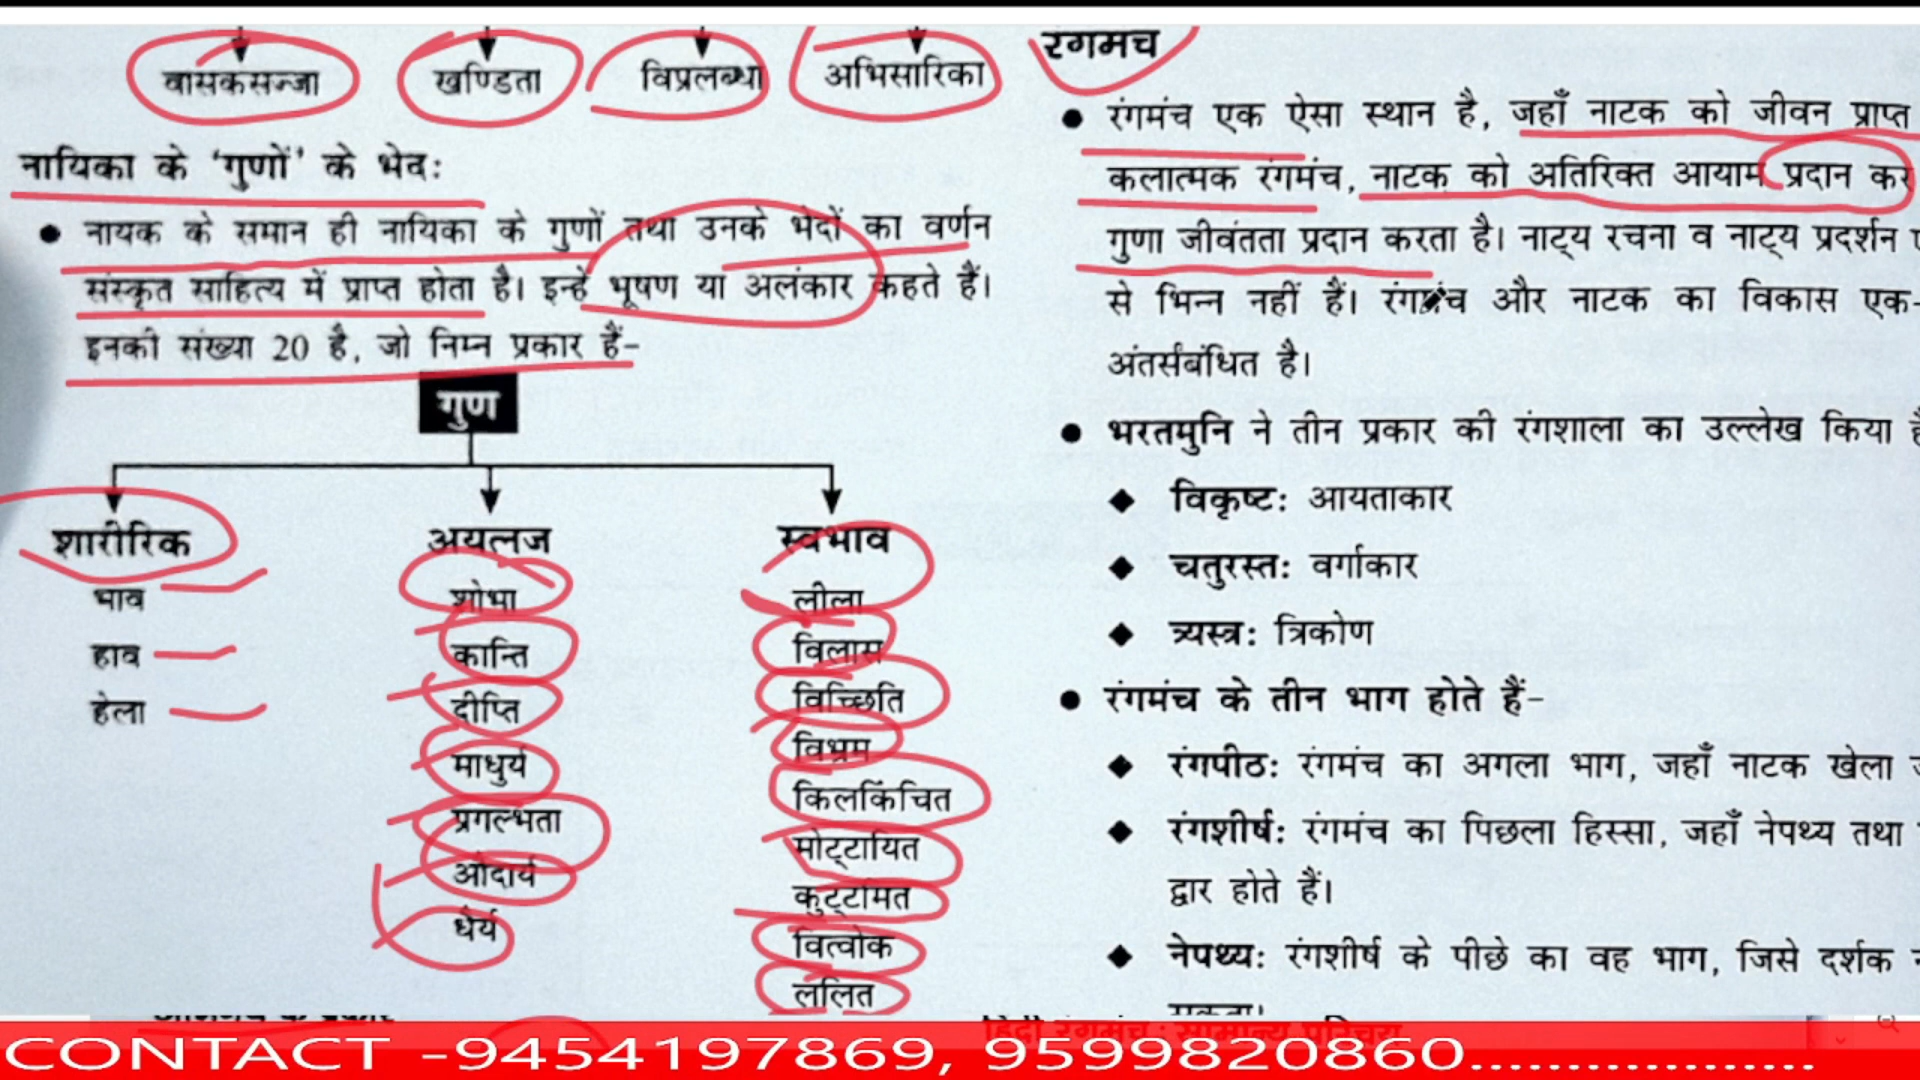 वासकसज्जा खण्डिता विप्रलब्धा अभिसारिका
नायिका के ‘गुणों’ के भेद:
● नायक के समान ही नायिका के गुणों तथा उनके भेदों का वर्णन
संस्कृत साहित्य में प्राप्त होता है। इन्हें भूषण या अलंकार कहते हैं।
इनकी संख्या 20 है, जो निम्न प्रकार हैं-
गुण
शारीरिक अयत्नज स्वभाव
भाव शोभा लीला
हाव कान्ति विलास
हेला दीप्ति विच्छिति
माधुर्य विभ्रम
प्रगल्भता किलकिंचित
औदार्य मोट्टायित
धैर्य कुट्टमित
वित्वोक
ललित
रंगमंच
● रंगमंच एक ऐसा स्थान है, जहाँ नाटक को जीवन प्राप्त
कलात्मक रंगमंच, नाटक को अतिरिक्त आयाम प्रदान कर
गुणा जीवंतता प्रदान करता है। नाट्य रचना व नाट्य प्रदर्शन
से भिन्न नहीं हैं। रंगमंच और नाटक का विकास एक-
अंतर्संबंधित है।
● भरतमुनि ने तीन प्रकार की रंगशाला का उल्लेख किया
◆ विकृष्ट: आयताकार
◆ चतुरस्त: वर्गाकार
◆ त्र्यस्त्र: त्रिकोण
● रंगमंच के तीन भाग होते हैं-
◆ रंगपीठ: रंगमंच का अगला भाग, जहाँ नाटक खेला
◆ रंगशीर्ष: रंगमंच का पिछला हिस्सा, जहाँ नेपथ्य तथा
द्वार होते हैं।
◆ नेपथ्य: रंगशीर्ष के पीछे का वह भाग, जिसे दर्शक
हिंदी रंगमंच : सामान्य परिचय
CONTACT -9454197869, 9599820860..................